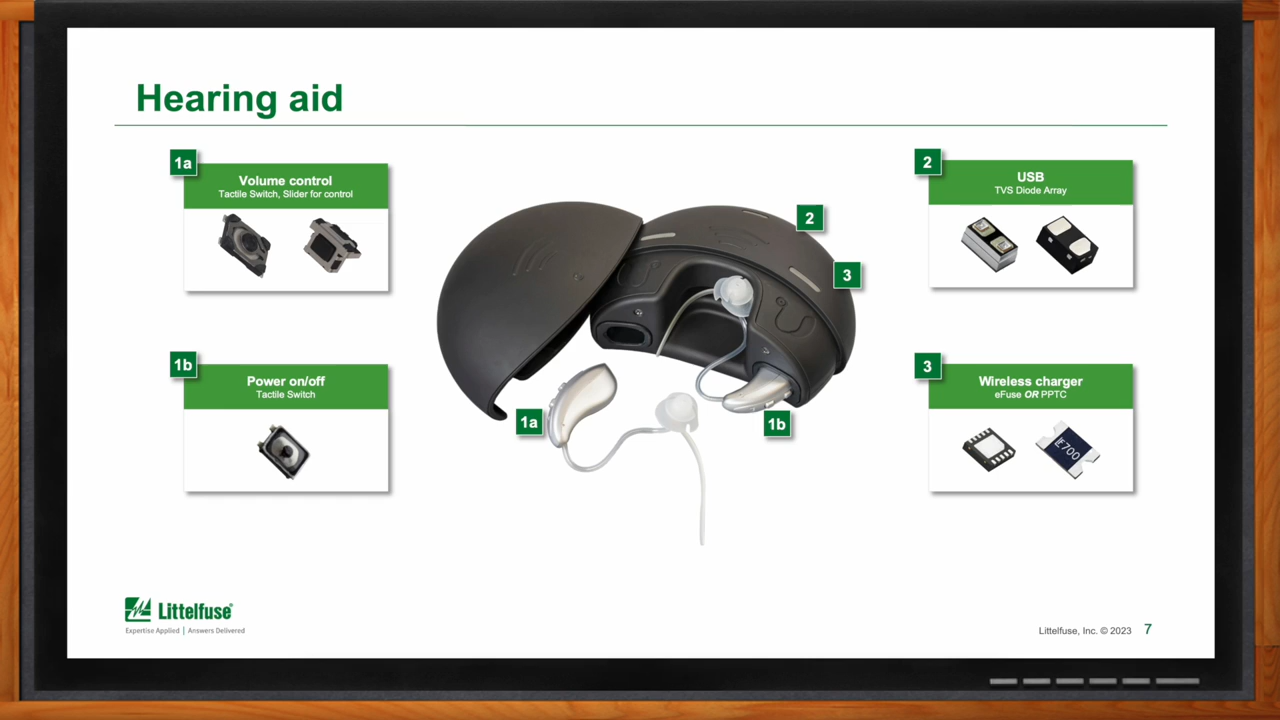 Hearing aid
1a
Volume control
Tactile Switch, Slider for control
1b
Power on/off
Tactile Switch
2
3
1a
1b
2
USB
TVS Diode Array
3
Wireless charger
eFuse OR PPTC
LF700
Littelfuse®
Expertise Applied | Answers Delivered
Littelfuse, Inc. © 2023 7